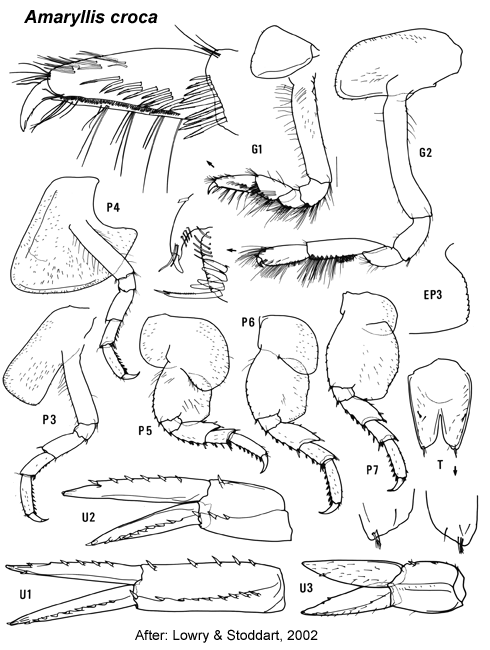 Amaryllis croca
G1
G2
P4
EP3
P6
P3
P5
P7
T
U2
U1
U3
After: Lowry & Stoddart, 2002